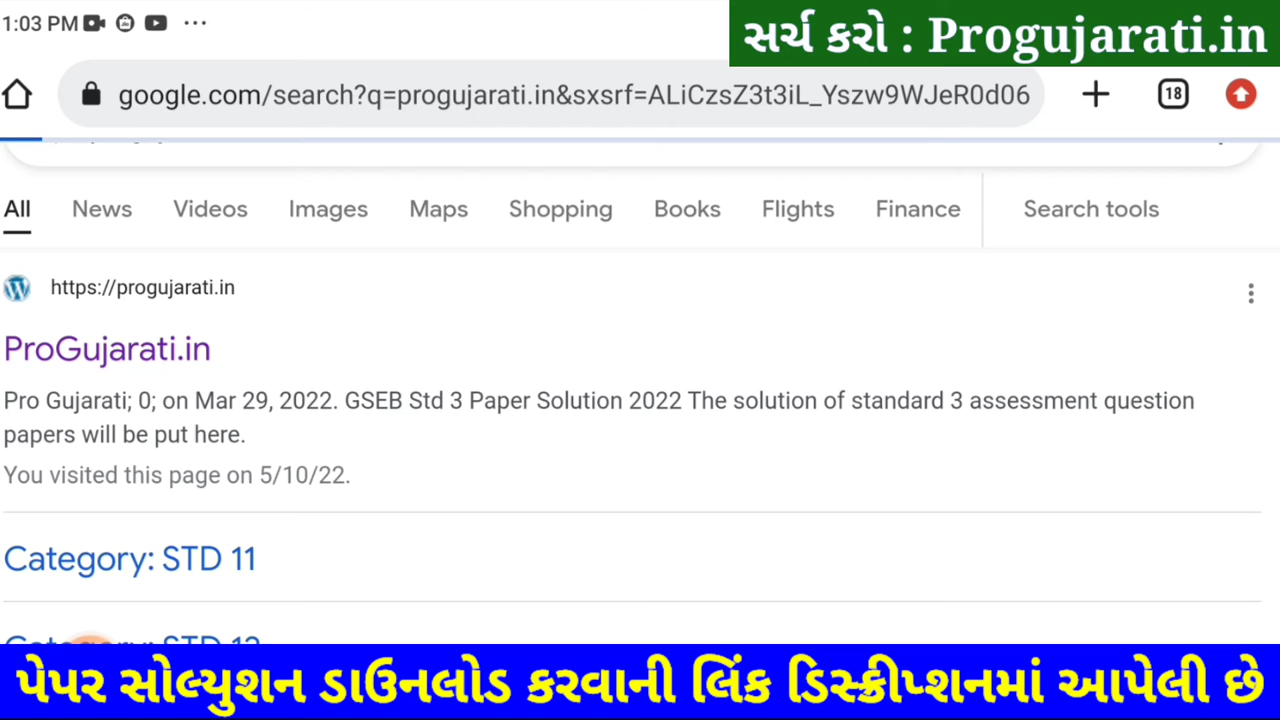 1:03 PM
સર્ચ કરો : Progujarati.in
google.com/search?q=progujarati.in&sxsrf=ALiCzsZ3t3iL_Yszw9WJeR0d06
18
All News Videos Images Maps Shopping Books Flights Finance Search tools
https://progujarati.in
ProGujarati.in
Pro Gujarati; 0; on Mar 29, 2022. GSEB Std 3 Paper Solution 2022 The solution of standard 3 assessment question
papers will be put here.
You visited this page on 5/10/22.
Category: STD 11
Category: STD 12
પેપર સોલ્યુશન ડાઉનલોડ કરવાની લિંક ડિસ્ક્રીપ્શનમાં આપેલી છે